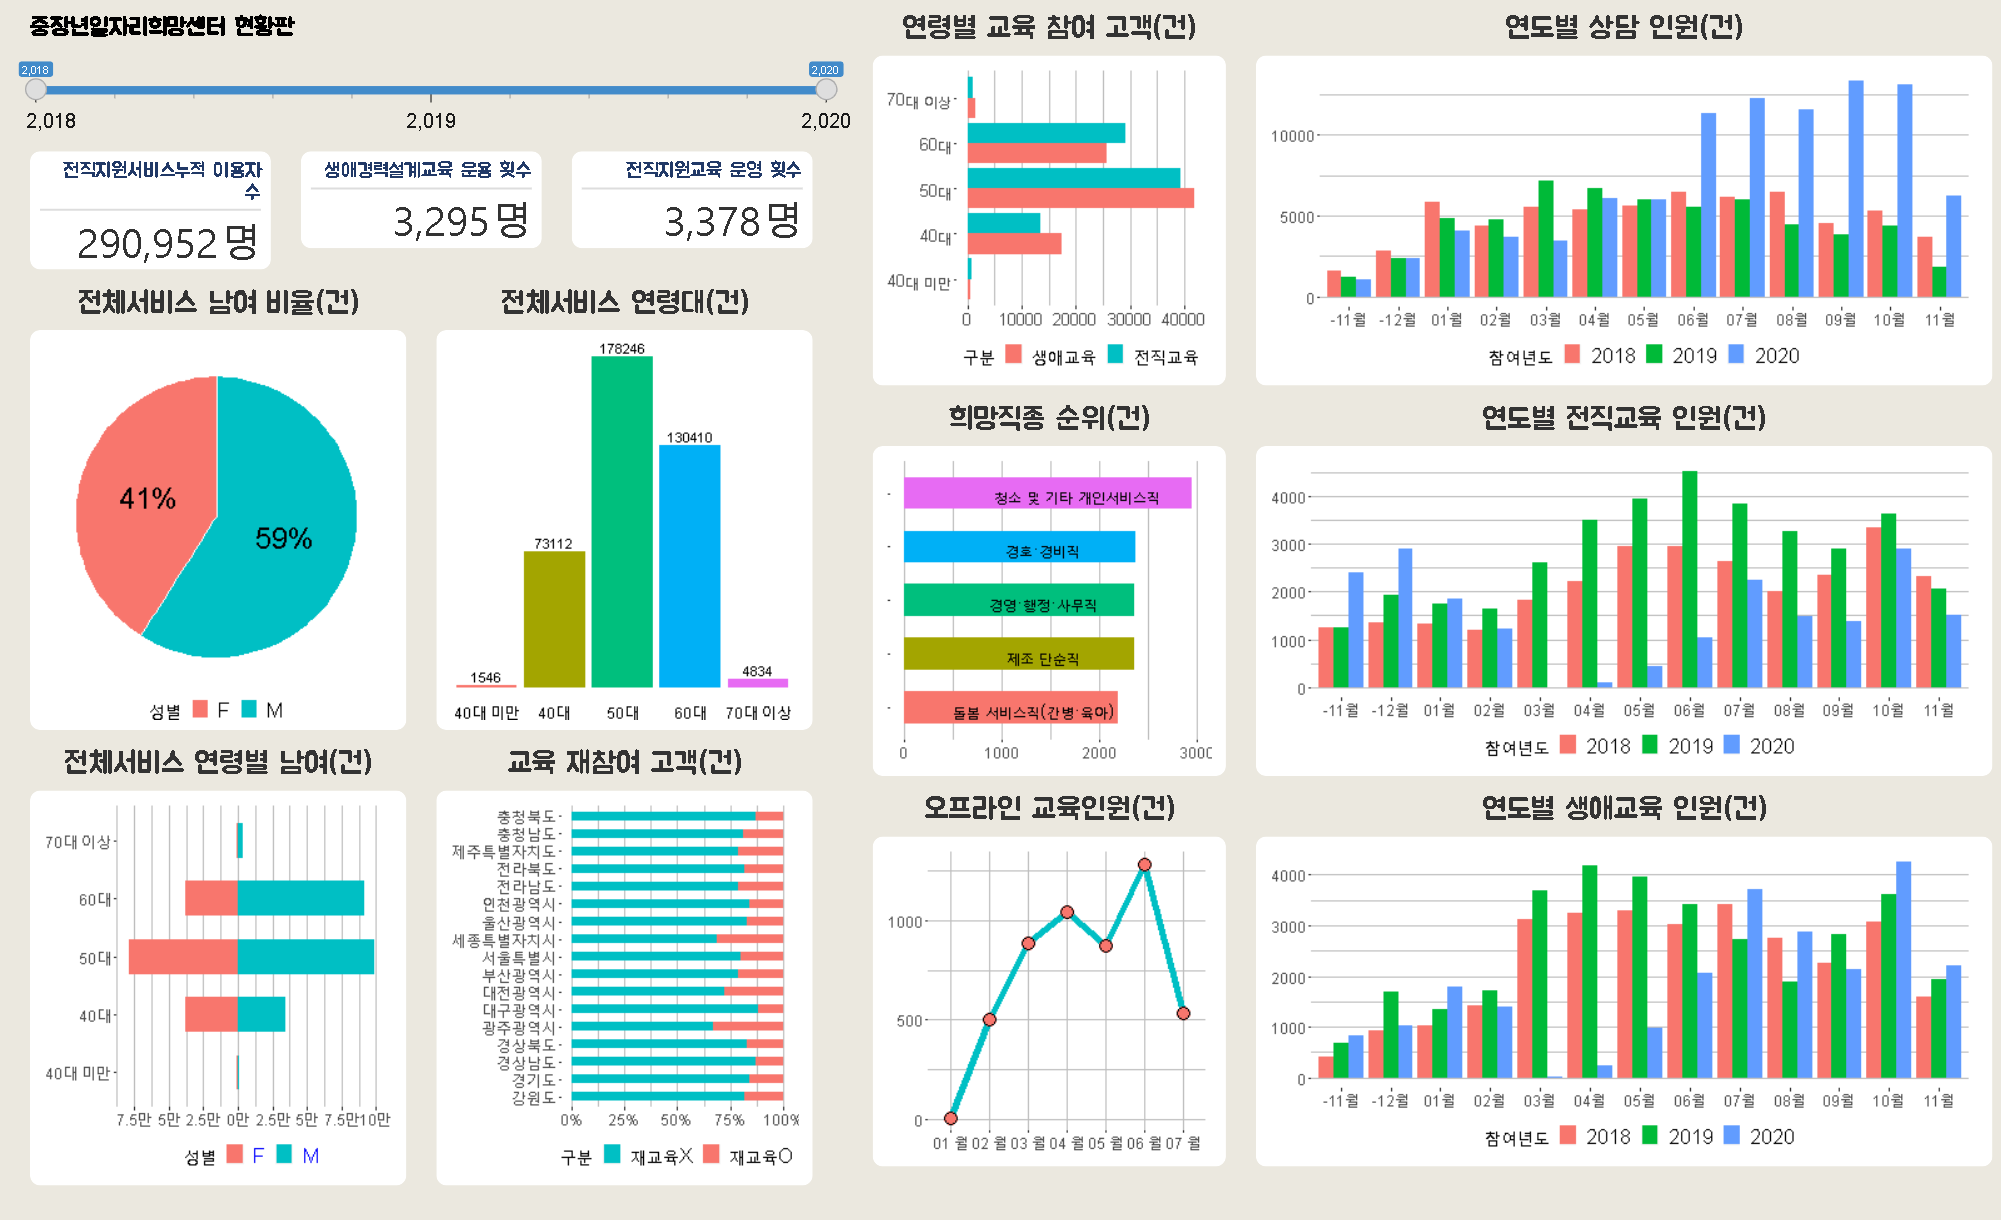 중장년일자리희망센터 현황판
2,018
2,020
2,018
2,019
2,020
전직지원서비스누적 이용자
수
290,952 명
생애경력설계교육 운용 횟수
3,295 명
전직지원교육 운영 횟수
3,378 명
전체서비스 남여 비율(건)
41%
59%
성별 F M
전체서비스 연령대(건)
178246
130410
73112
1546
4834
40대 미만 40대 50대 60대 70대 이상
전체서비스 연령별 남여(건)
70대 이상
60대
50대
40대
40대 미만
7.5만 5만 2.5만 0만 2.5만 5만 7.5만 10만
성별 F M
교육 재참여 고객(건)
충청북도
충청남도
제주특별자치도
전라북도
전라남도
인천광역시
울산광역시
세종특별자치시
서울특별시
부산광역시
대전광역시
대구광역시
광주광역시
경상북도
경상남도
경기도
강원도
0% 25% 50% 75% 100%
구분 재교육X 재교육O
연령별 교육 참여 고객(건)
70대 이상
60대
50대
40대
40대 미만
0 10000 20000 30000 40000
구분 생애교육 전직교육
희망직종 순위(건)
청소 및 기타 개인서비스직
경호·경비직
경영·행정·사무직
제조 단순직
돌봄 서비스직(간병·육아)
0 1000 2000 3000
오프라인 교육인원(건)
1000
500
0
01 월 02 월 03 월 04 월 05 월 06 월 07 월
연도별 상담 인원(건)
10000
5000
0
-11월 -12월 01월 02월 03월 04월 05월 06월 07월 08월 09월 10월 11월
참여년도 2018 2019 2020
연도별 전직교육 인원(건)
4000
3000
2000
1000
0
-11월 -12월 01월 02월 03월 04월 05월 06월 07월 08월 09월 10월 11월
참여년도 2018 2019 2020
연도별 생애교육 인원(건)
4000
3000
2000
1000
0
-11월 -12월 01월 02월 03월 04월 05월 06월 07월 08월 09월 10월 11월
참여년도 2018 2019 2020